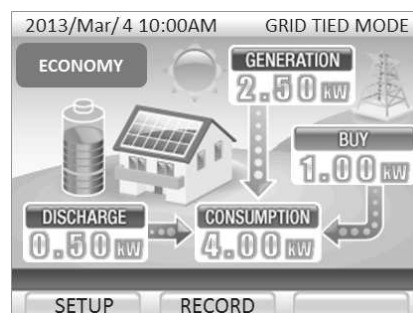 2013/Mar/ 4 10:00AM GRID TIED MODE
ECONOMY
GENERATION
2.50 KW
BUY
1.00 KW
DISCHARGE
0.50 KW
CONSUMPTION
4.00 KW
SETUP RECORD